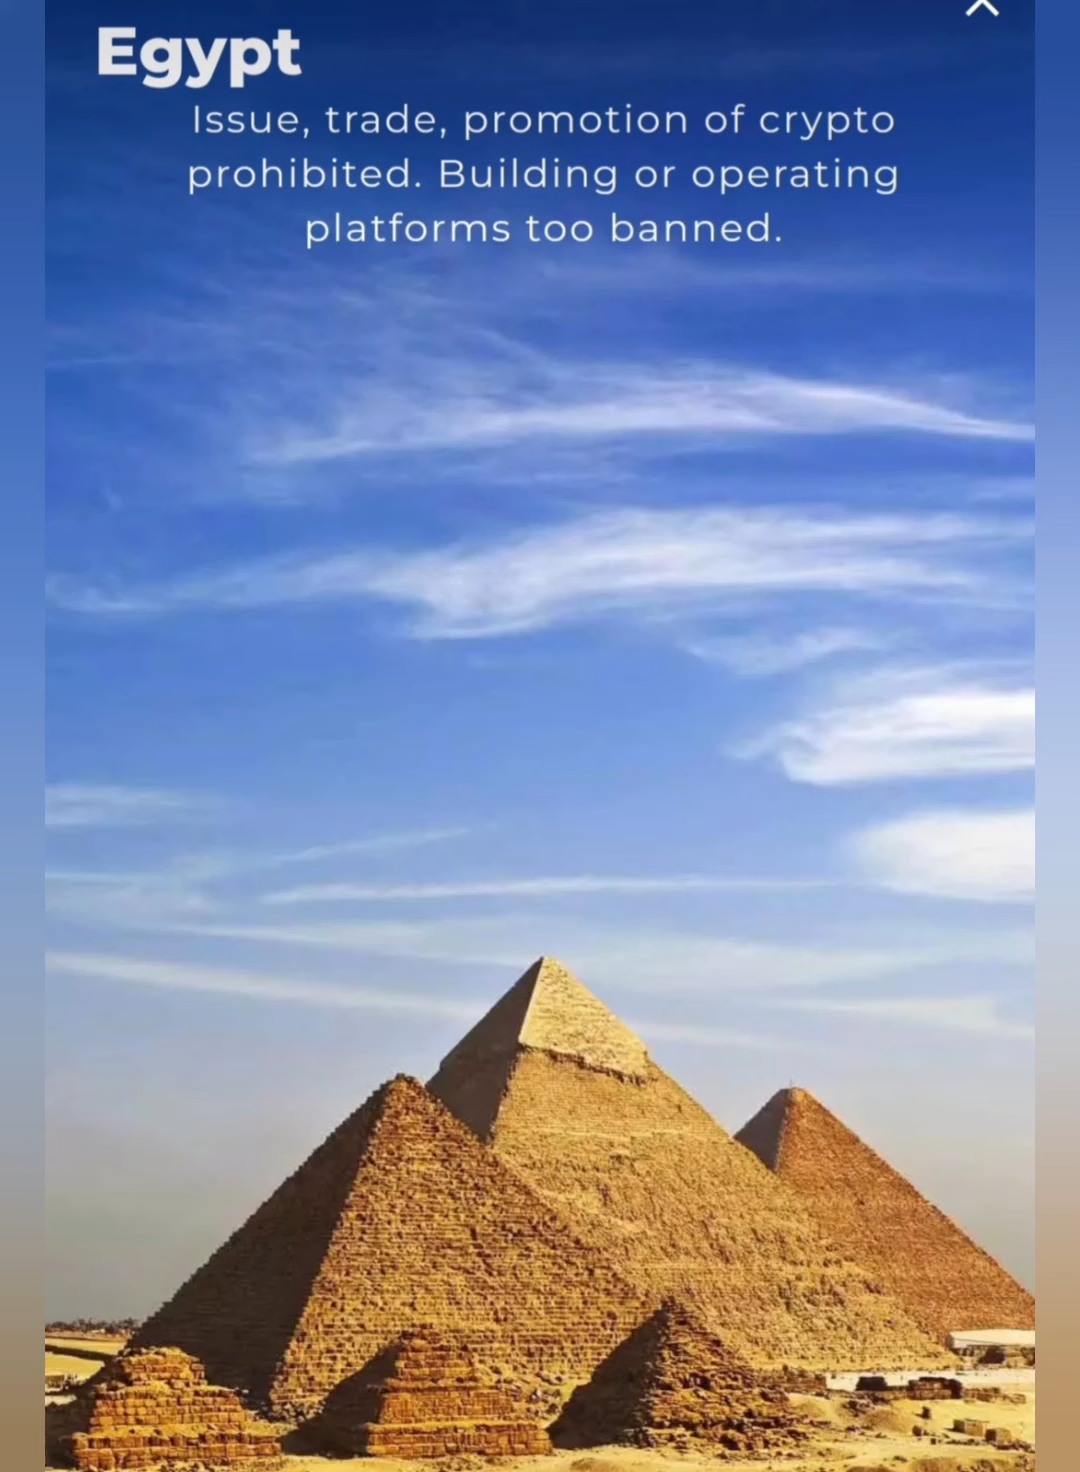 Egypt
Issue, trade, promotion of crypto
prohibited. Building or operating
platforms too banned.